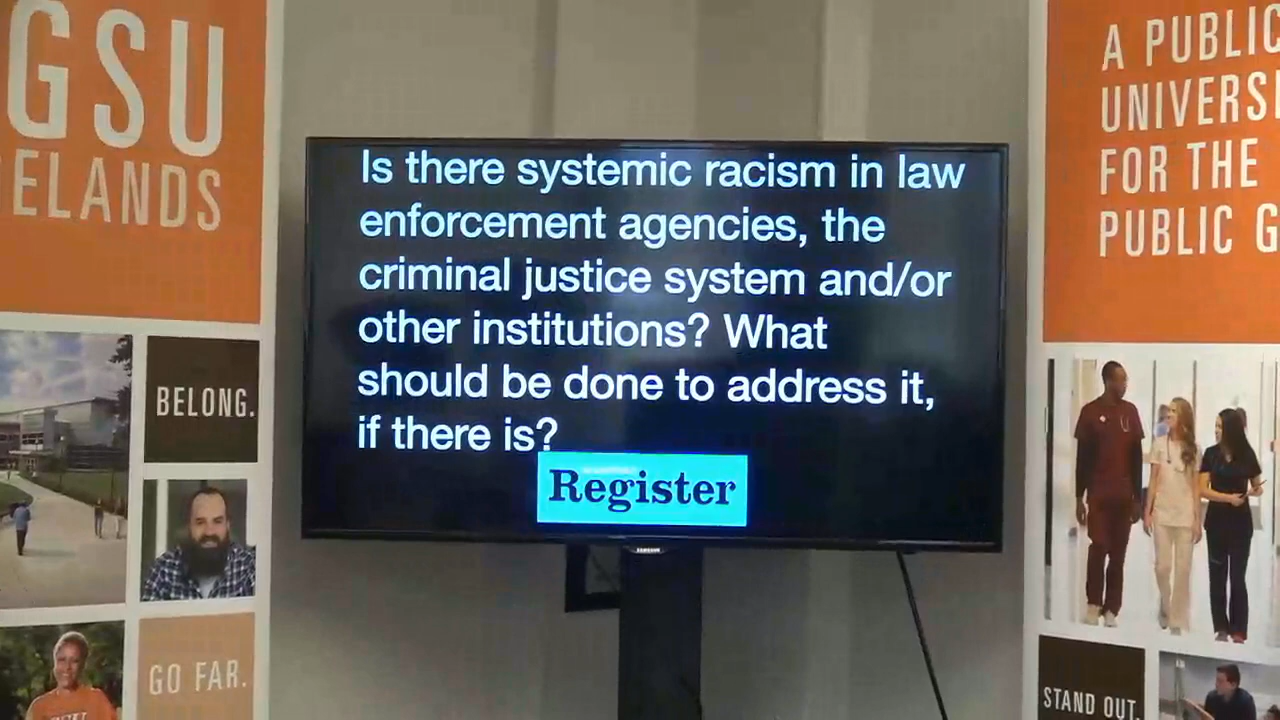 GSU
ELANDS
BELONG.
GO FAR.
Is there systemic racism in law
enforcement agencies, the
criminal justice system and/or
other institutions? What
should be done to address it,
if there is?
Register
SAMSUNG
A PUBLIC
UNIVERSI
FOR THE
PUBLIC G
STAND OUT.